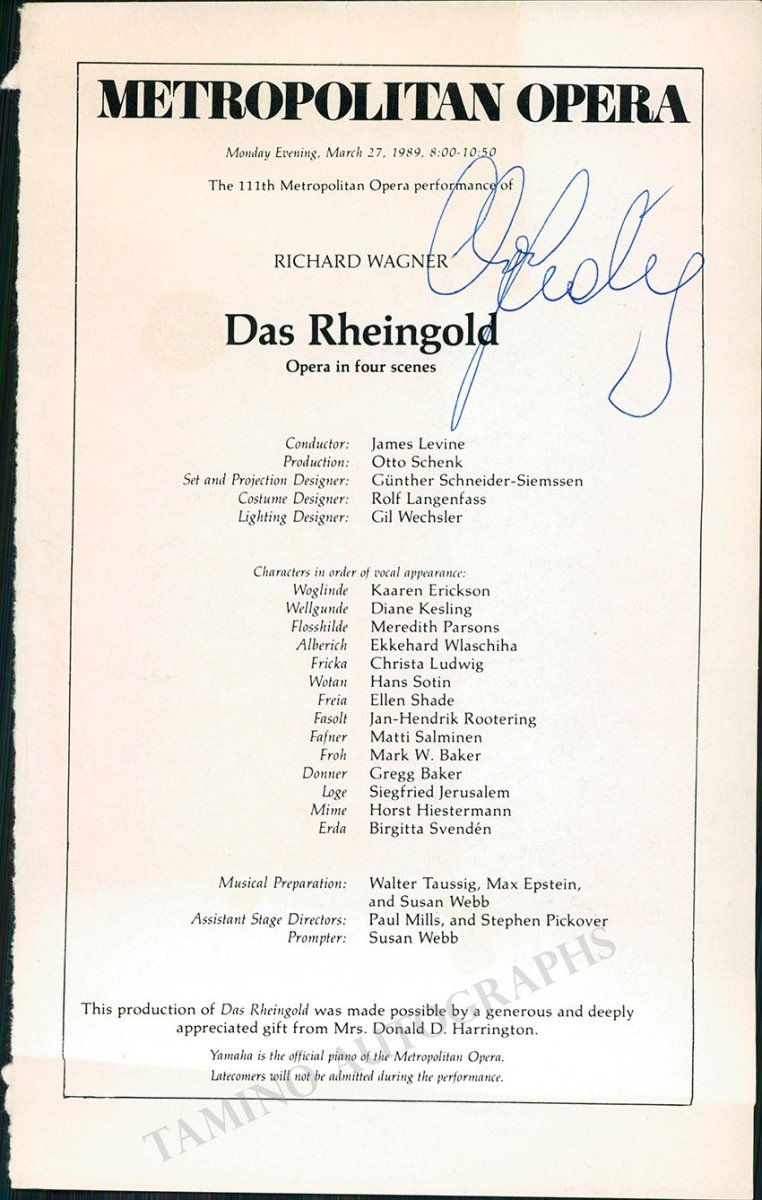 METROPOLITAN OPERA
Monday Evening, March 27, 1989, 8:00-10:50
The 111th Metropolitan Opera performance of
RICHARD WAGNER
Das Rheingold
Opera in four scenes
Conductor: James Levine
Production: Otto Schenk
Set and Projection Designer: Günther Schneider-Siemssen
Costume Designer: Rolf Langenfass
Lighting Designer: Gil Wechsler
Characters in order of vocal appearance:
Woglinde Kaaren Erickson
Wellgunde Diane Kesling
Flosshilde Meredith Parsons
Alberich Ekkehard Wlaschiha
Fricka Christa Ludwig
Wotan Hans Sotin
Freia Ellen Shade
Fasolt Jan-Hendrik Rootering
Fafner Matti Salminen
Froh Mark W. Baker
Donner Gregg Baker
Loge Siegfried Jerusalem
Mime Horst Hiestermann
Erda Birgitta Svendén
Musical Preparation: Walter Taussig, Max Epstein,
and Susan Webb
Assistant Stage Directors: Paul Mills, and Stephen Pickover
Prompter: Susan Webb
This production of Das Rheingold was made possible by a generous and deeply
appreciated gift from Mrs. Donald D. Harrington.
Yamaha is the official piano of the Metropolitan Opera.
Latecomers will not be admitted during the performance.
TAMINO AUTOGRAPHS